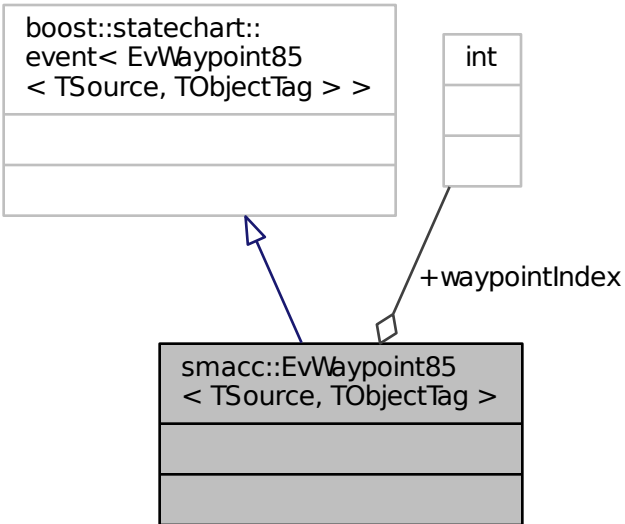 boost::statechart::
event< EvWaypoint85
< TSource, TObjectTag > >
int
+waypointIndex
smacc::EvWaypoint85
< TSource, TObjectTag >